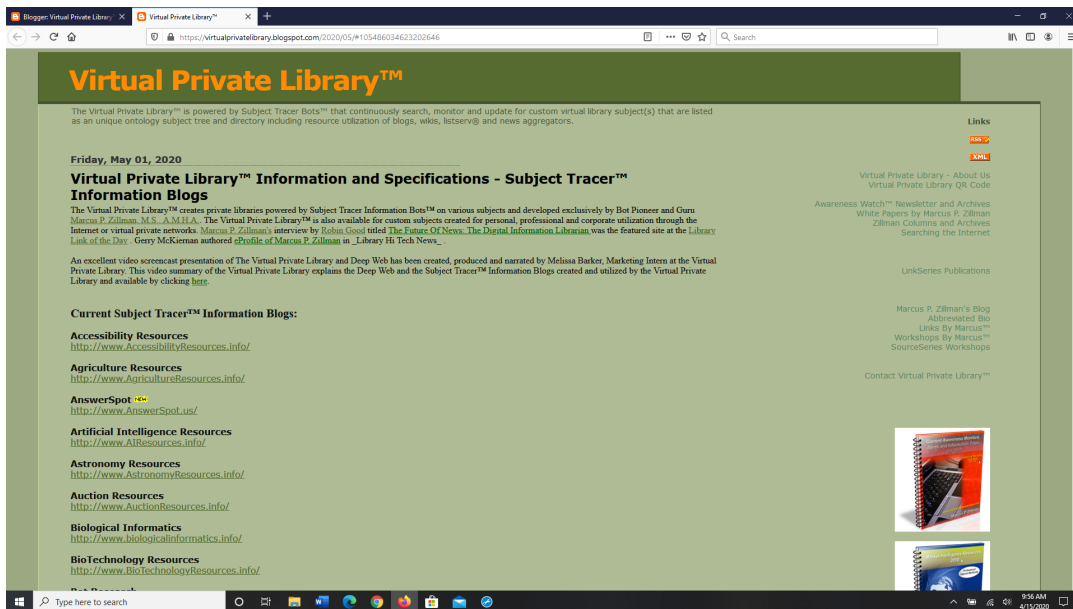 Blogger: Virtual Private Library
Virtual Private Library™
https://virtualprivatelibrary.blogspot.com/2020/05/#105486034623202646
Search
Virtual Private Library™
The Virtual Private Library™ is powered by Subject Tracer Bots™ that continuously search, monitor and update for custom virtual library subject(s) that are listed
as an unique ontology subject tree and directory including resource utilization of blogs, wikis, listserv® and news aggregators.
Friday, May 01, 2020
Virtual Private Library™ Information and Specifications - Subject Tracer™
Information Blogs
The Virtual Private Library™ creates private libraries powered by Subject Tracer Information Bots™ on various subjects and developed exclusively by Bot Pioneer and Guru
Marcus P. Zillman, M.S., A.M.H.A.. The Virtual Private Library™ is also available for custom subjects created for personal, professional and corporate utilization through the
Internet or virtual private networks. Marcus P. Zillman's interview by Robin Good titled The Future Of News: The Digital Information Librarian was the featured site at the Library
Link of the Day . Gerry McKiernan authored eProfile of Marcus P. Zillman in _Library Hi Tech News_ .
An excellent video screencast presentation of The Virtual Private Library and Deep Web has been created, produced and narrated by Melissa Barker, Marketing Intern at the Virtual
Private Library. This video summary of the Virtual Private Library explains the Deep Web and the Subject Tracer™ Information Blogs created and utilized by the Virtual Private
Library and available by clicking here.
Current Subject Tracer™ Information Blogs:
Accessibility Resources
http://www.AccessibilityResources.info/
Agriculture Resources
http://www.AgricultureResources.info/
AnswerSpot NEW
http://www.AnswerSpot.us/
Artificial Intelligence Resources
http://www.AIResources.info/
Astronomy Resources
http://www.AstronomyResources.info/
Auction Resources
http://www.AuctionResources.info/
Biological Informatics
http://www.biologicalinformatics.info/
BioTechnology Resources
http://www.BioTechnologyResources.info/
Links
RSS
XML
Virtual Private Library - About Us
Virtual Private Library QR Code
Awareness Watch™ Newsletter and Archives
White Papers by Marcus P. Zillman
Zillman Columns and Archives
Searching the Internet
LinkSeries Publications
Marcus P. Zillman's Blog
Abbreviated Bio
Links By Marcus™
Workshops By Marcus™
SourceSeries Workshops
Contact Virtual Private Library™
Type here to search
9:56 AM
4/15/2020